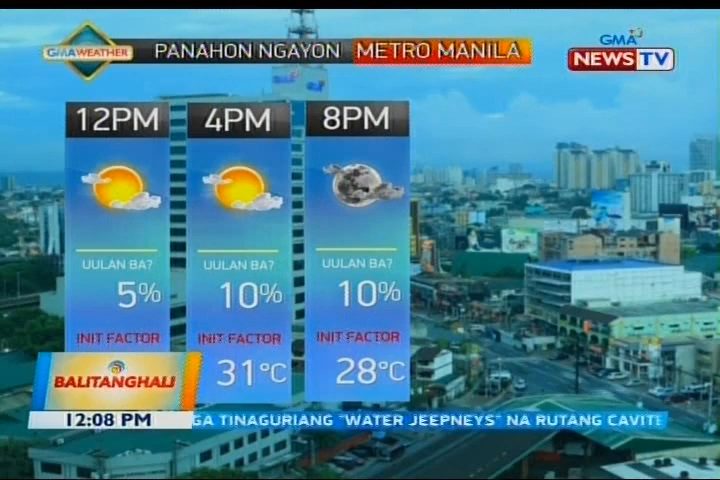 GMA WEATHER PANAHON NGAYON METRO MANILA
GMA
NEWS TV
12PM 4PM 8PM
UULAN BA? UULAN BA? UULAN BA?
5% 10% 10%
INIT FACTOR INIT FACTOR INIT FACTOR
31°C 28°C
BALITANGHALI
12:08 PM GA TINAGURIANG "WATER JEEPNEYS" NA RUTANG CAVITE